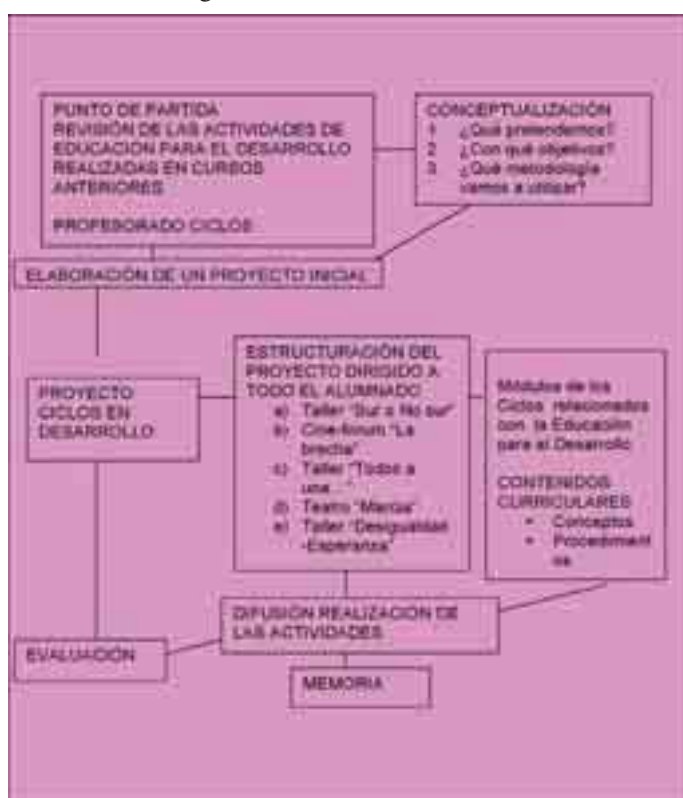 PUNTO DE PARTIDA
REVISIÓN DE LAS ACTIVIDADES DE
EDUCACIÓN PARA EL DESARROLLO
REALIZADAS EN CURSOS
ANTERIORES
PROFESORADO CICLOS
CONCEPTUALIZACIÓN
1 ¿Qué pretendemos?
2 ¿Con qué objetivos?
3 ¿Qué metodología
vamos a utilizar?
ELABORACIÓN DE UN PROYECTO INICIAL
PROYECTO
CICLOS EN
DESARROLLO
ESTRUCTURACIÓN DEL
PROYECTO DIRIGIDO A
TODO EL ALUMNADO
a) Taller "Sur o No sur"
b) Cine-fórum "La
brecha"
c) Taller "Todos a
una..."
d) Teatro
e) Taller "Desigualdad
-Esperanza"
Módulos de los
Ciclos relacionados
con la Educación
para el Desarrollo
CONTENIDOS
CURRICULARES
• Conceptos
• Procedimient
os
DIFUSIÓN REALIZACIÓN DE
LAS ACTIVIDADES
EVALUACIÓN
MEMORIA